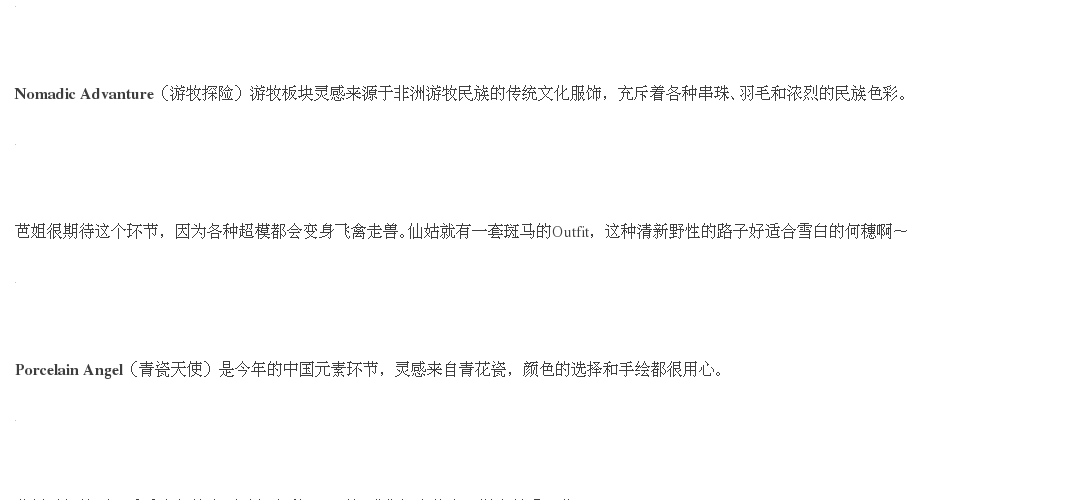 Nomadic Advanture（游牧探险）游牧板块灵感来源于非洲游牧民族的传统文化服饰，充斥着各种串珠、羽毛和浓烈的民族色彩。
芭姐很期待这个环节，因为各种超模都会变身飞禽走兽。仙姑就有一套斑马的Outfit，这种清新野性的路子好适合雪白的何穗啊～
Porcelain Angel（青瓷天使）是今年的中国元素环节，灵感来自青花瓷，颜色的选择和手绘都很用心。